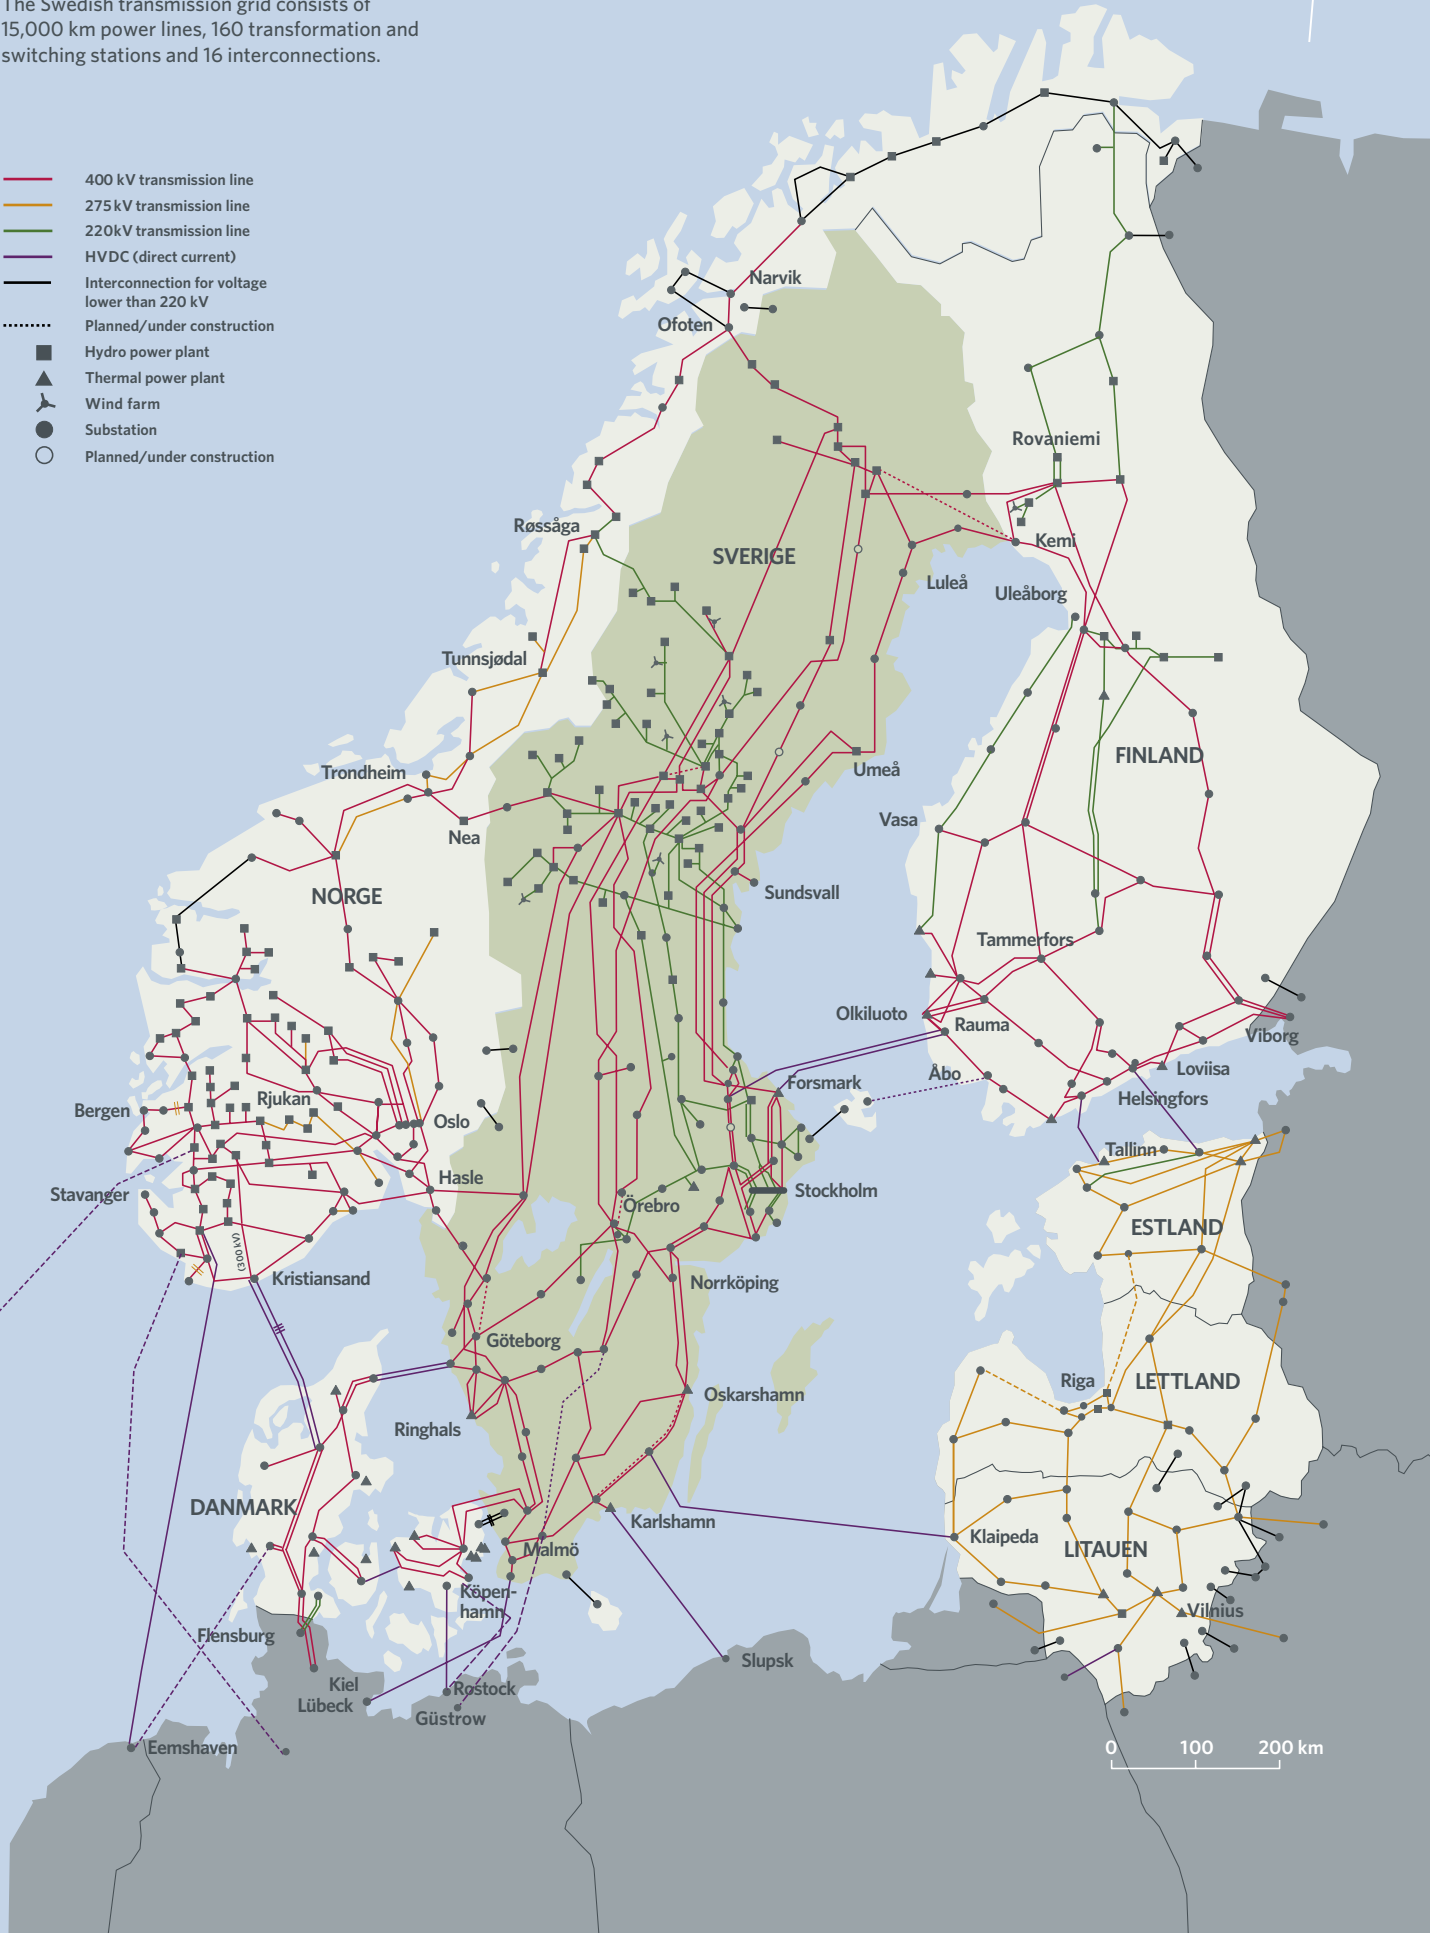 The Swedish transmission grid consists of
15,000 km power lines, 160 transformation and
switching stations and 16 interconnections.
400 kV transmission line
275 kV transmission line
220kV transmission line
HVDC (direct current)
Interconnection for voltage
lower than 220 kV
Planned/under construction
Hydro power plant
Thermal power plant
Wind farm
Substation
Planned/under construction
Narvik
Ofoten
Rovaniemi
Røssåga
SVERIGE
Kemi
Luleå
Uleåborg
Tunnsjødal
FINLAND
Trondheim
Umeå
Vasa
Nea
NORGE
Sundsvall
Tammerfors
Olkiluoto
Rauma
Viborg
Loviisa
Åbo
Forsmark
Rjukan
Helsingfors
Bergen
Oslo
Tallinn
Hasle
Stavanger
Stockholm
Örebro
ESTLAND
(300 kV)
Kristiansand
Norrköping
Göteborg
Riga
LETTLAND
Oskarshamn
Ringhals
DANMARK
Karlshamn
Klaipeda
Malmö
LITAUEN
Köpen-
hamn
Vilnius
Flensburg
Slupsk
Kiel
Rostock
Lübeck
Güstrow
Eemshaven
0 100 200 km